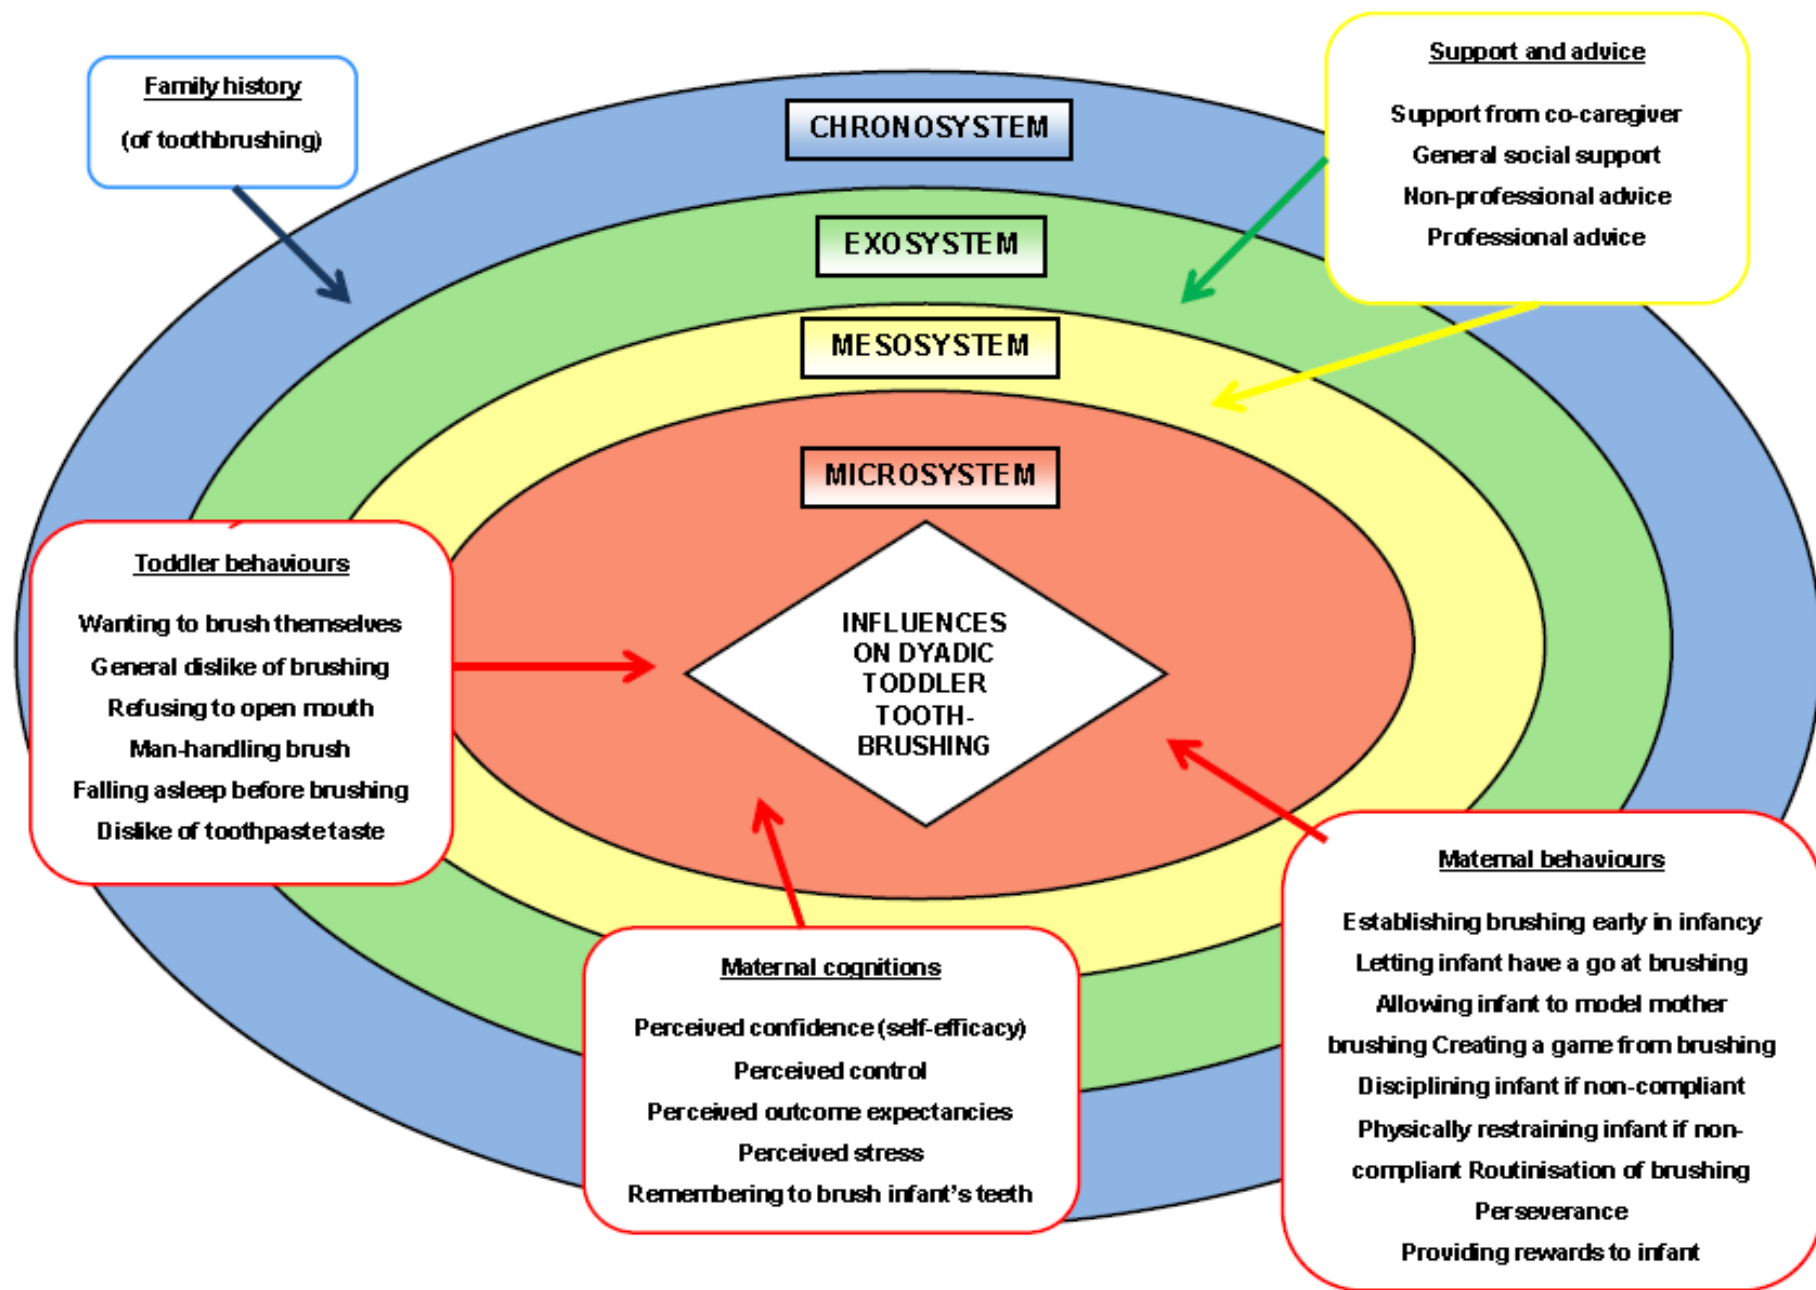 Family history
(of toothbrushing)
Support and advice
Support from co-caregiver
General social support
Non-professional advice
Professional advice
CHRONOSYSTEM
EXOSYSTEM
MESOSYSTEM
MICROSYSTEM
INFLUENCES
ON DYADIC
TODDLER
TOOTH-
BRUSHING
Toddler behaviours
Wanting to brush themselves
General dislike of brushing
Refusing to open mouth
Man-handling brush
Falling asleep before brushing
Dislike of toothpaste taste
Maternal cognitions
Perceived confidence (self-efficacy)
Perceived control
Perceived outcome expectancies
Perceived stress
Remembering to brush infant's teeth
Maternal behaviours
Establishing brushing early in infancy
Letting infant have a go at brushing
Allowing infant to model mother
brushing Creating a game from brushing
Disciplining infant if non-compliant
Physically restraining infant if non-
compliant Routinisation of brushing
Perseverance
Providing rewards to infant